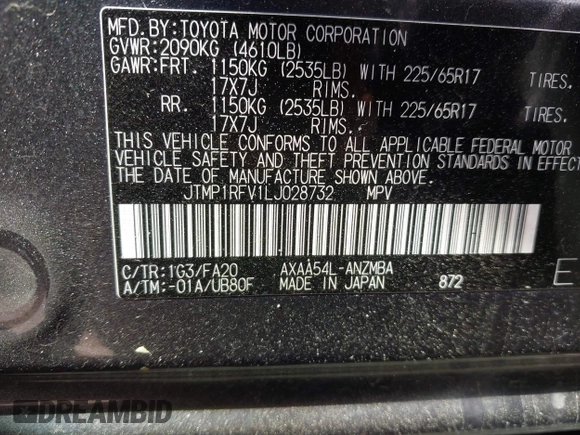 MFD.BY:TOYOTA MOTOR CORPORATION
GVWR:2090KG (4610LB)
GAWR:FRT. 1150KG (2535LB) WITH 225/65R17 TIRES.
17X7J RIMS.
RR. 1150KG (2535LB) WITH 225/65R17 TIRES.
17X7J RIMS.
THIS VEHICLE CONFORMS TO ALL APPLICABLE FEDERAL MOTOR
VEHICLE SAFETY AND THEFT PREVENTION STANDARDS IN EFFECT
THE DATE OF MANUFACTURE SHOWN ABOVE.
JTMP1RFV1LJ028732 MPV
C/TR:1G3/FA20 AXAA54L-ANZMBA
A/TM:-01A/UB80F MADE IN JAPAN 872 E
DREAMBID